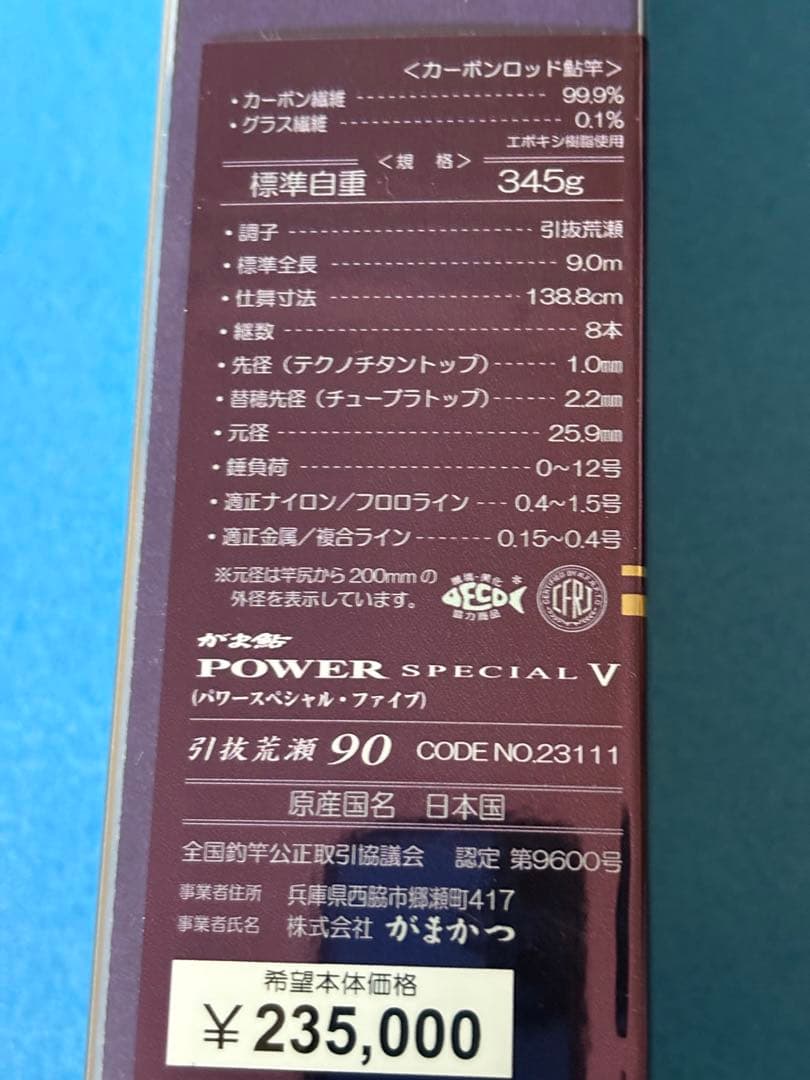 <カーボンロッド鮎竿>
・カーボン繊維 99.9%
・グラス繊維 0.1%
エポキシ樹脂使用
<規 格>
標準自重 345g
・調子 引抜荒瀬
・標準全長 9.0m
・仕舞寸法 138.8cm
・継数 8本
・先径(テクノチタントップ) 1.0mm
・替穂先径(チューブラトップ) 2.2mm
・元径 25.9mm
・錘負荷 0~12号
・適正ナイロン/フロロライン 0.4~1.5号
・適正金属/複合ライン 0.15~0.4号
※元径は竿尻から200mmの
外径を表示しています。
環境・美化
ECO
協力商品
CFRJ
がま鮎
POWER SPECIAL V
(パワースペシャル・ファイブ)
引抜荒瀬 90 CODE NO.23111
原産国名 日本国
全国釣竿公正取引協議会 認定 第9600号
事業者住所 兵庫県西脇市郷瀬町417
事業者氏名 株式会社 がまかつ
希望本体価格
¥235,000